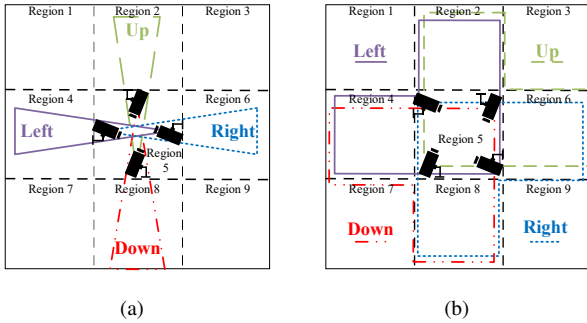 Region 1 Region 2 Region 3
Up
Region 4 Region 6
Left Right
Region
5
Region 7 Region 8 Region 9
Down
(a)
Region 1 Region 2 Region 3
Left Up
Region 4 Region 6
Region 5
Region 7 Region 8 Region 9
Down Right
(b)